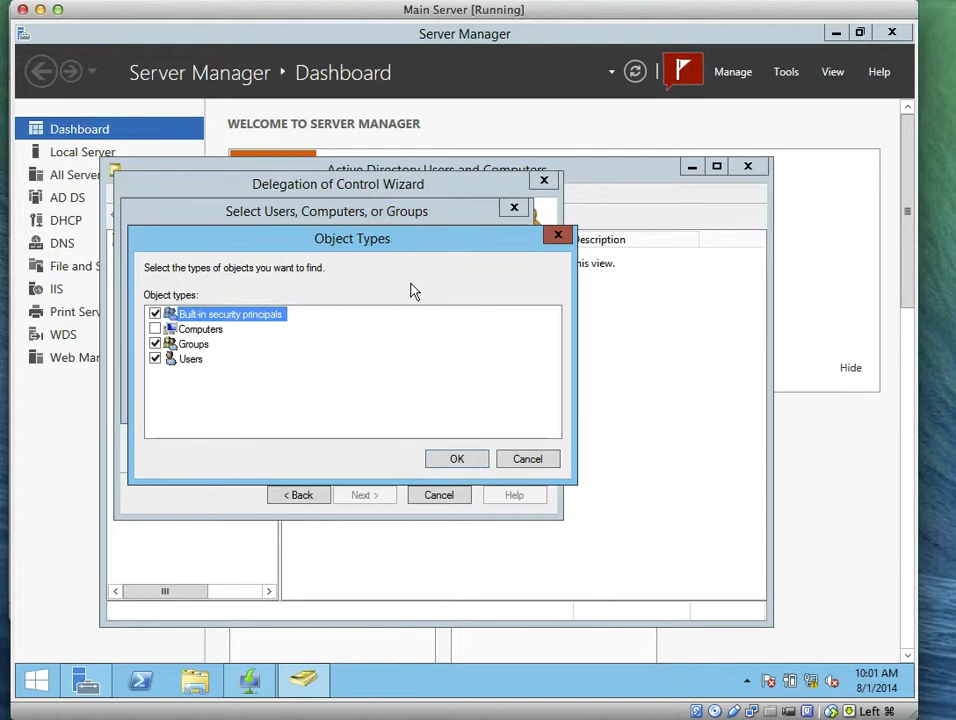 Main Server [Running]
Server Manager
Server Manager ‣ Dashboard
Manage
Tools
View
Help
Dashboard
Local Server
All Server
AD DS
DHCP
DNS
File and S
IIS
Print Serv
WDS
Web Man
WELCOME TO SERVER MANAGER
Hide
Active Directory Users and Computers
Description
his view.
Delegation of Control Wizard
< Back
Next >
Cancel
Help
Select Users, Computers, or Groups
Object Types
Select the types of objects you want to find.
Object types:
Built-in security principals
Computers
Groups
Users
OK
Cancel
10:01 AM
8/1/2014
Left ⌘